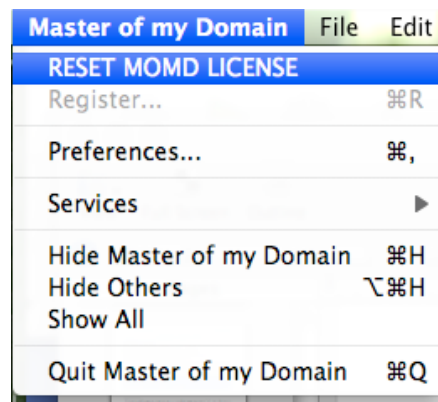 Master of my Domain File Edit
RESET MOMD LICENSE
Register... ⌘R
Preferences... ⌘,
Services ▶
Hide Master of my Domain ⌘H
Hide Others ⌥⌘H
Show All
Quit Master of my Domain ⌘Q